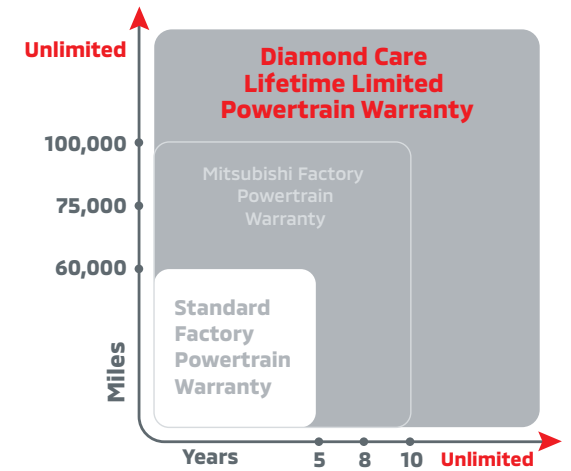 Unlimited
Diamond Care
Lifetime Limited
Powertrain Warranty
100,000
Mitsubishi Factory
Powertrain
Warranty
75,000
60,000
Standard
Factory
Powertrain
Warranty
Miles
Years
5
8
10
Unlimited